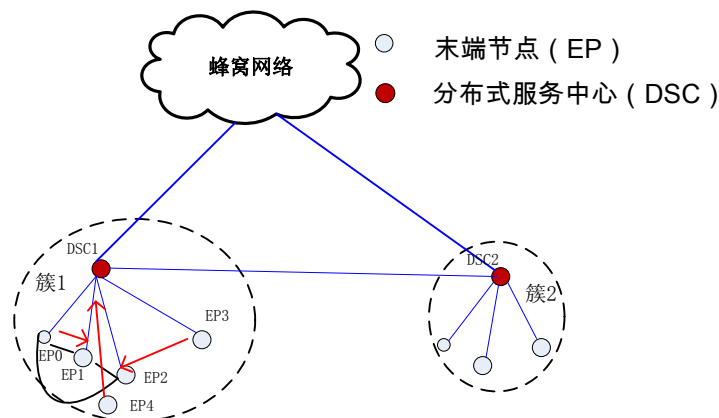 蜂窝网络
末端节点（EP）
分布式服务中心（DSC）
DSC1
DSC2
簇1
簇2
EP3
EP0
EP1
EP2
EP4